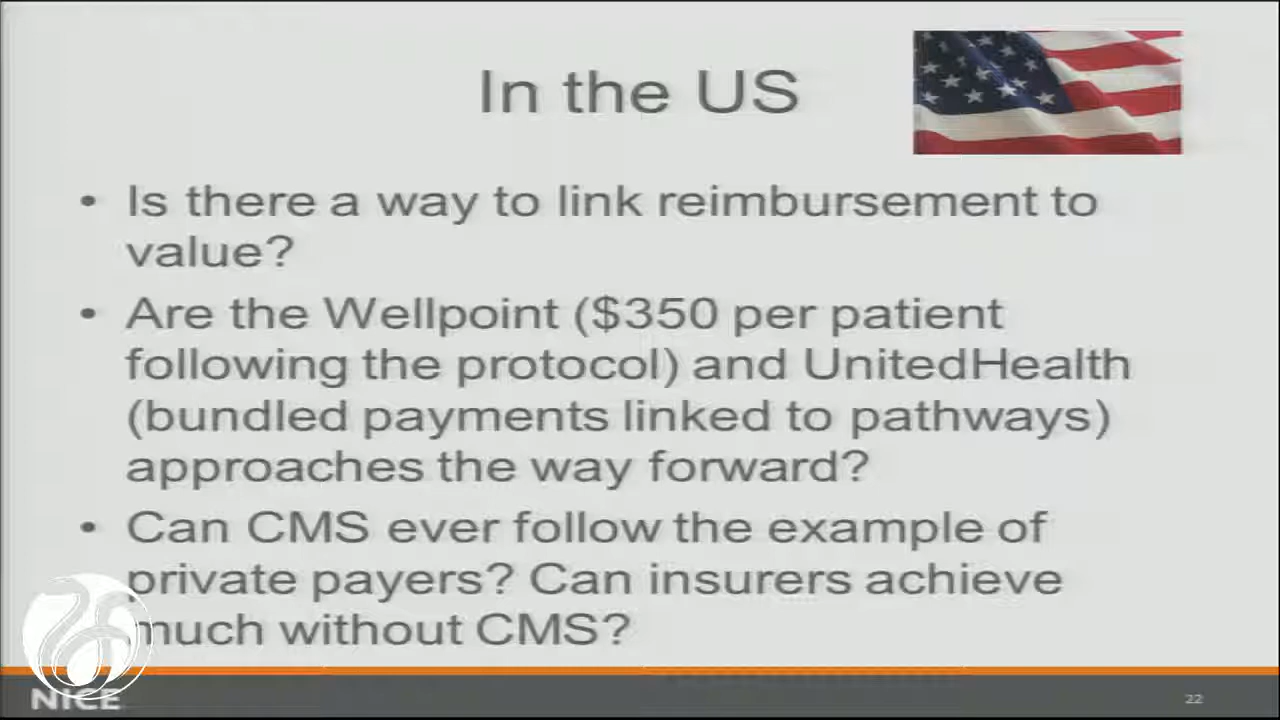 In the US
• Is there a way to link reimbursement to
value?
• Are the Wellpoint ($350 per patient
following the protocol) and UnitedHealth
(bundled payments linked to pathways)
approaches the way forward?
• Can CMS ever follow the example of
private payers? Can insurers achieve
much without CMS?
NICE
22